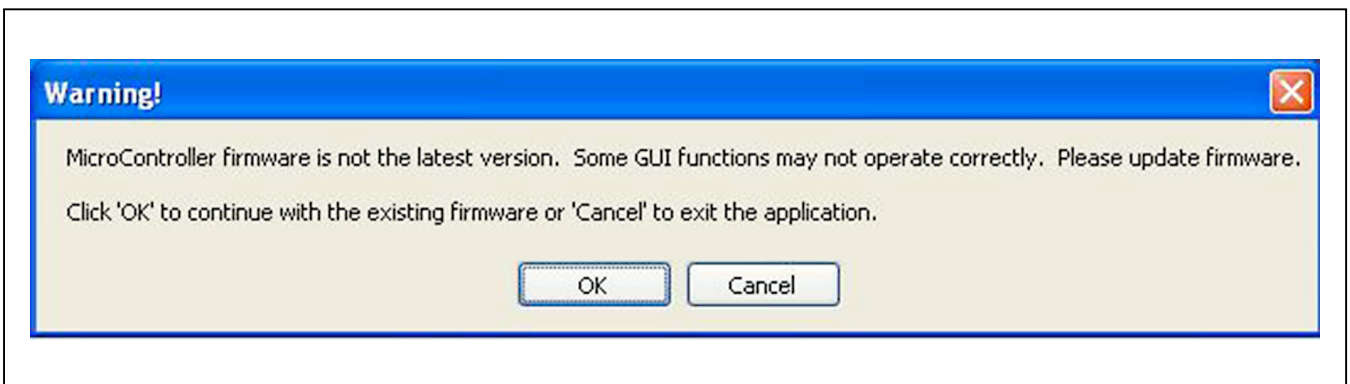 Warning!
MicroController firmware is not the latest version.  Some GUI functions may not operate correctly.  Please update firmware.
Click 'OK' to continue with the existing firmware or 'Cancel' to exit the application.
OK
Cancel